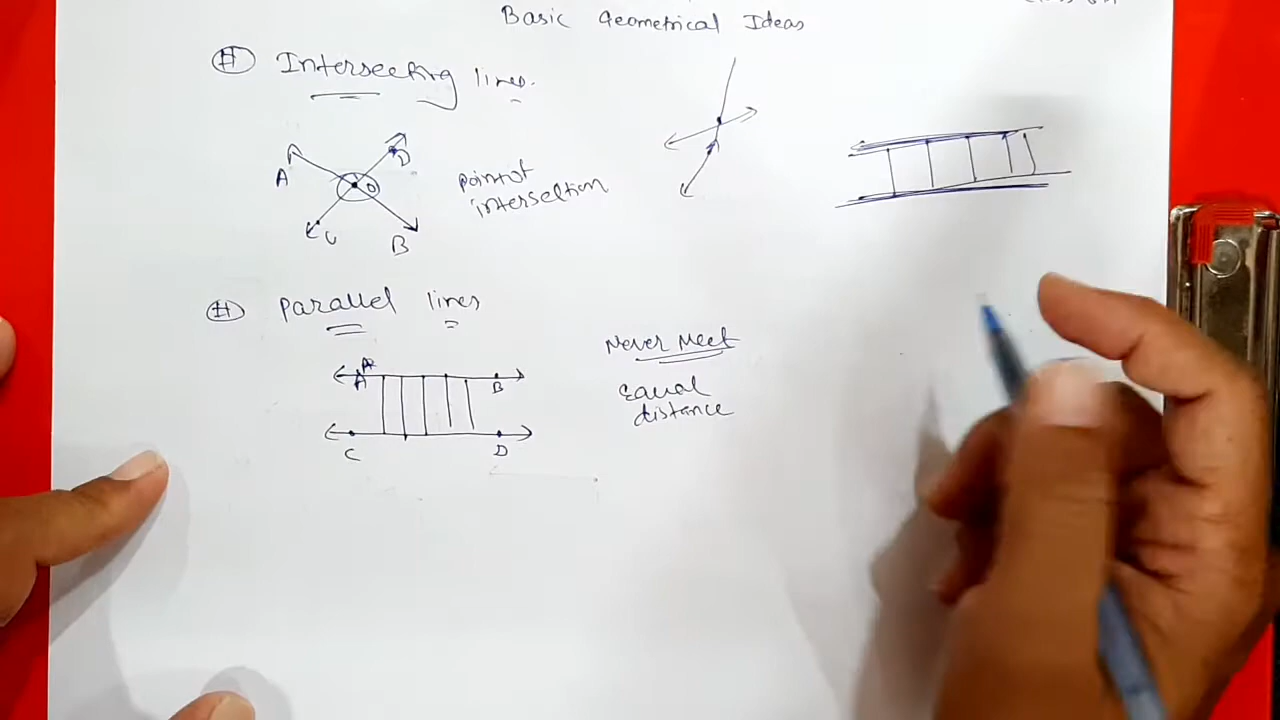 Basic Geometrical Ideas
Intersecting lines.
A
D
O
C
B
point of
intersection
Parallel lines
A
B
C
D
Never Meet
Equal
distance